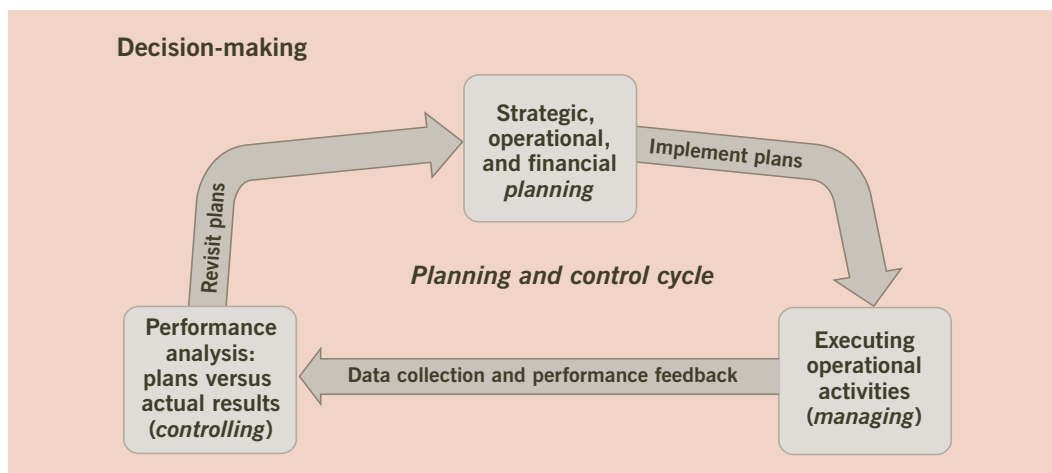 Decision-making
Strategic,
operational,
and financial
planning
Implement plans
Revisit plans
Planning and control cycle
Performance
analysis:
plans versus
actual results
(controlling)
Data collection and performance feedback
Executing
operational
activities
(managing)